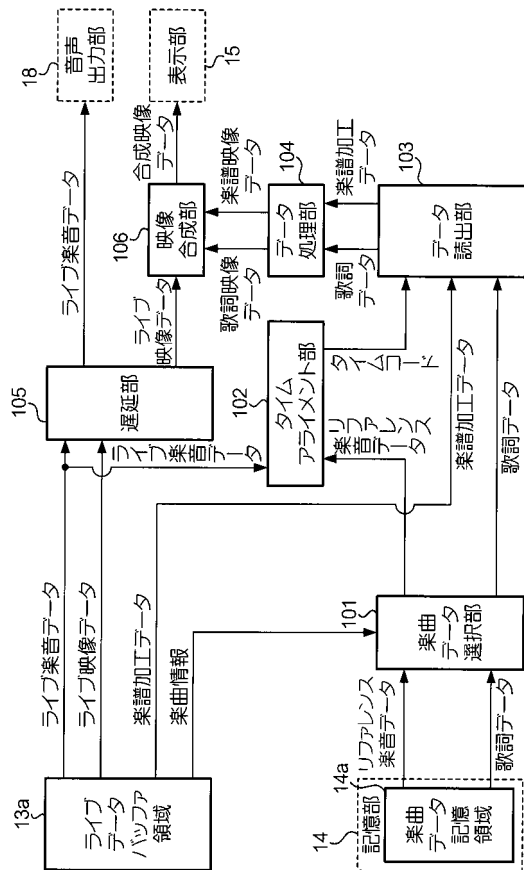 13a
ライブ
データ
バッファ
領域
ライブ楽音データ
ライブ映像データ
楽譜加工データ
楽曲情報
14
記憶部
14a
楽曲
データ
記憶
領域
リファレンス
楽音データ
歌詞データ
101
楽曲
データ
選択部
105
遅延部
ライブ楽音データ
102
タイム
アライメント部
リファレンス
楽音データ
タイムコード
楽譜加工データ
歌詞データ
ライブ楽音データ
ライブ
映像データ
106
映像
合成部
歌詞映像
データ
楽譜映像
データ
104
データ
処理部
歌詞
データ
楽譜加工
データ
103
データ
読出部
合成映像
データ
18
音声
出力部
表示部
15